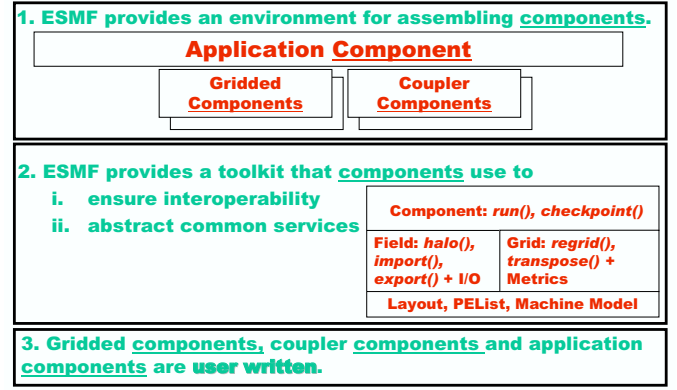 1. ESMF provides an environment for assembling components.
Application Component
Gridded
Components
Coupler
Components
2. ESMF provides a toolkit that components use to
i. ensure interoperability
ii. abstract common services
Component: run(), checkpoint()
Field: halo(),
import(),
export() + I/O
Grid: regrid(),
transpose() +
Metrics
Layout, PEList, Machine Model
3. Gridded components, coupler components and application
components are user written.